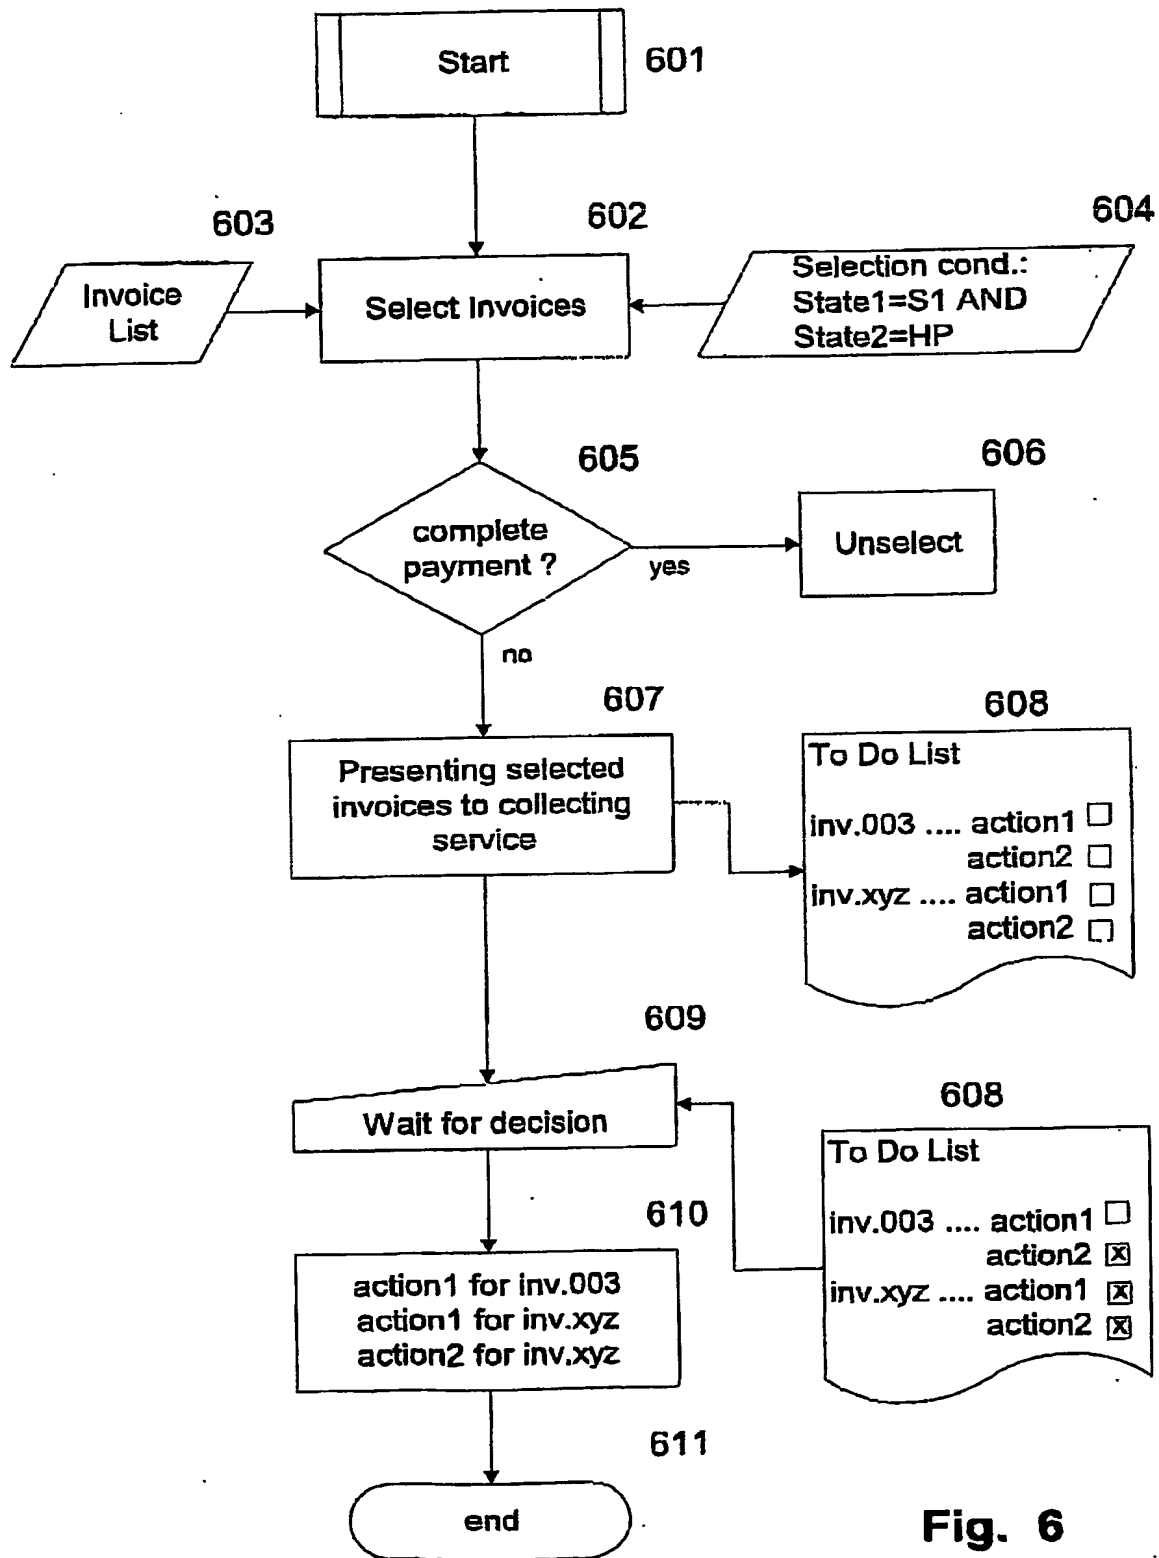 Start
601
603
602
604
Invoice
List
Select Invoices
Selection cond.:
State1=S1 AND
State2=HP
605
606
complete
payment ?
yes
Unselect
no
607
608
Presenting selected
invoices to collecting
service
To Do List
inv.003 .... action1
action2
inv.xyz .... action1
action2
609
Wait for decision
608
To Do List
inv.003 .... action1
action2 x
inv.xyz .... action1 x
action2 x
610
action1 for inv.003
action1 for inv.xyz
action2 for inv.xyz
611
end
Fig. 6